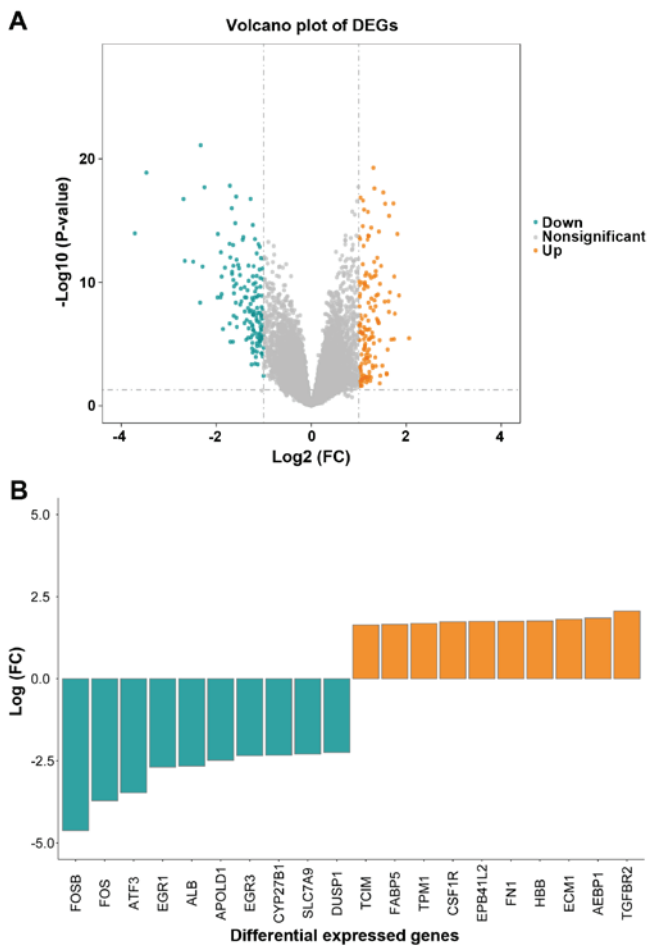 A
Volcano plot of DEGs
-Log10 (P-value)
20
10
0
-4 -2 0 2 4
Log2 (FC)
Down
Nonsignificant
Up
B
Log (FC)
5.0
2.5
0.0
-2.5
-5.0
FOSB
FOS
ATF3
EGR1
ALB
APOLD1
EGR3
CYP27B1
SLC7A9
DUSP1
TCIM
FABP5
TPM1
CSF1R
EPB41L2
FN1
HBB
ECM1
AEBP1
TGFBR2
Differential expressed genes